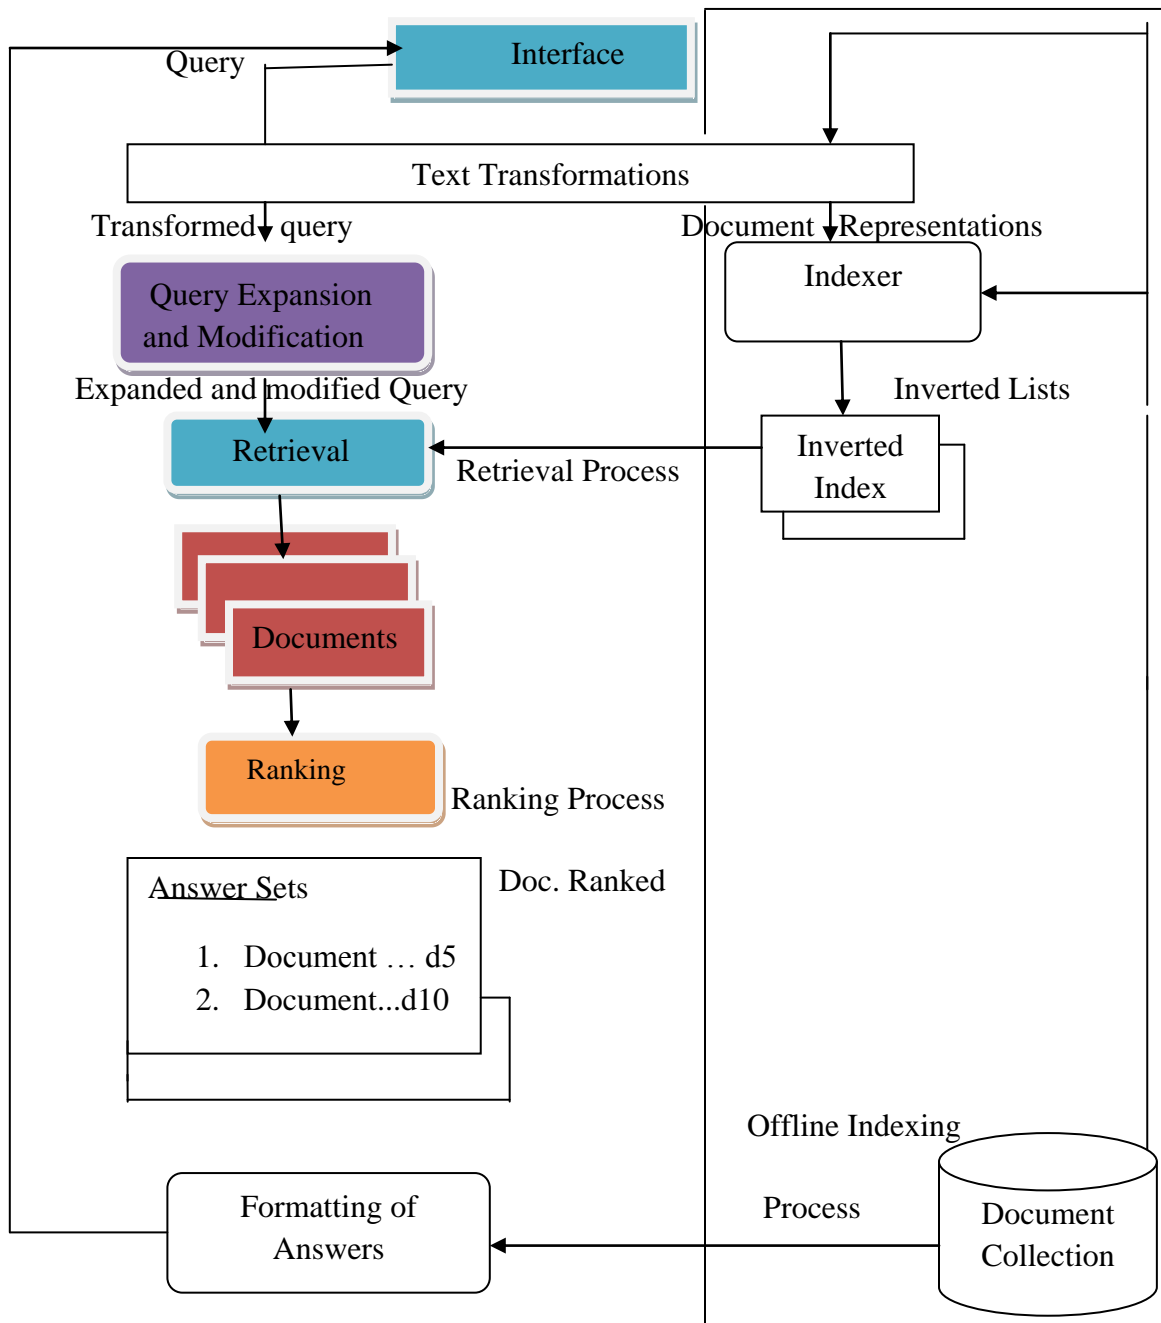 Interface
Query
Text Transformations
Transformed query
Document Representations
Indexer
Query Expansion
and Modification
Expanded and modified Query
Inverted Lists
Retrieval
Retrieval Process
Inverted
Index
Documents
Ranking
Ranking Process
Answer Sets
Doc. Ranked
1. Document … d5
2. Document...d10
Offline Indexing
Process
Formatting of
Answers
Document
Collection